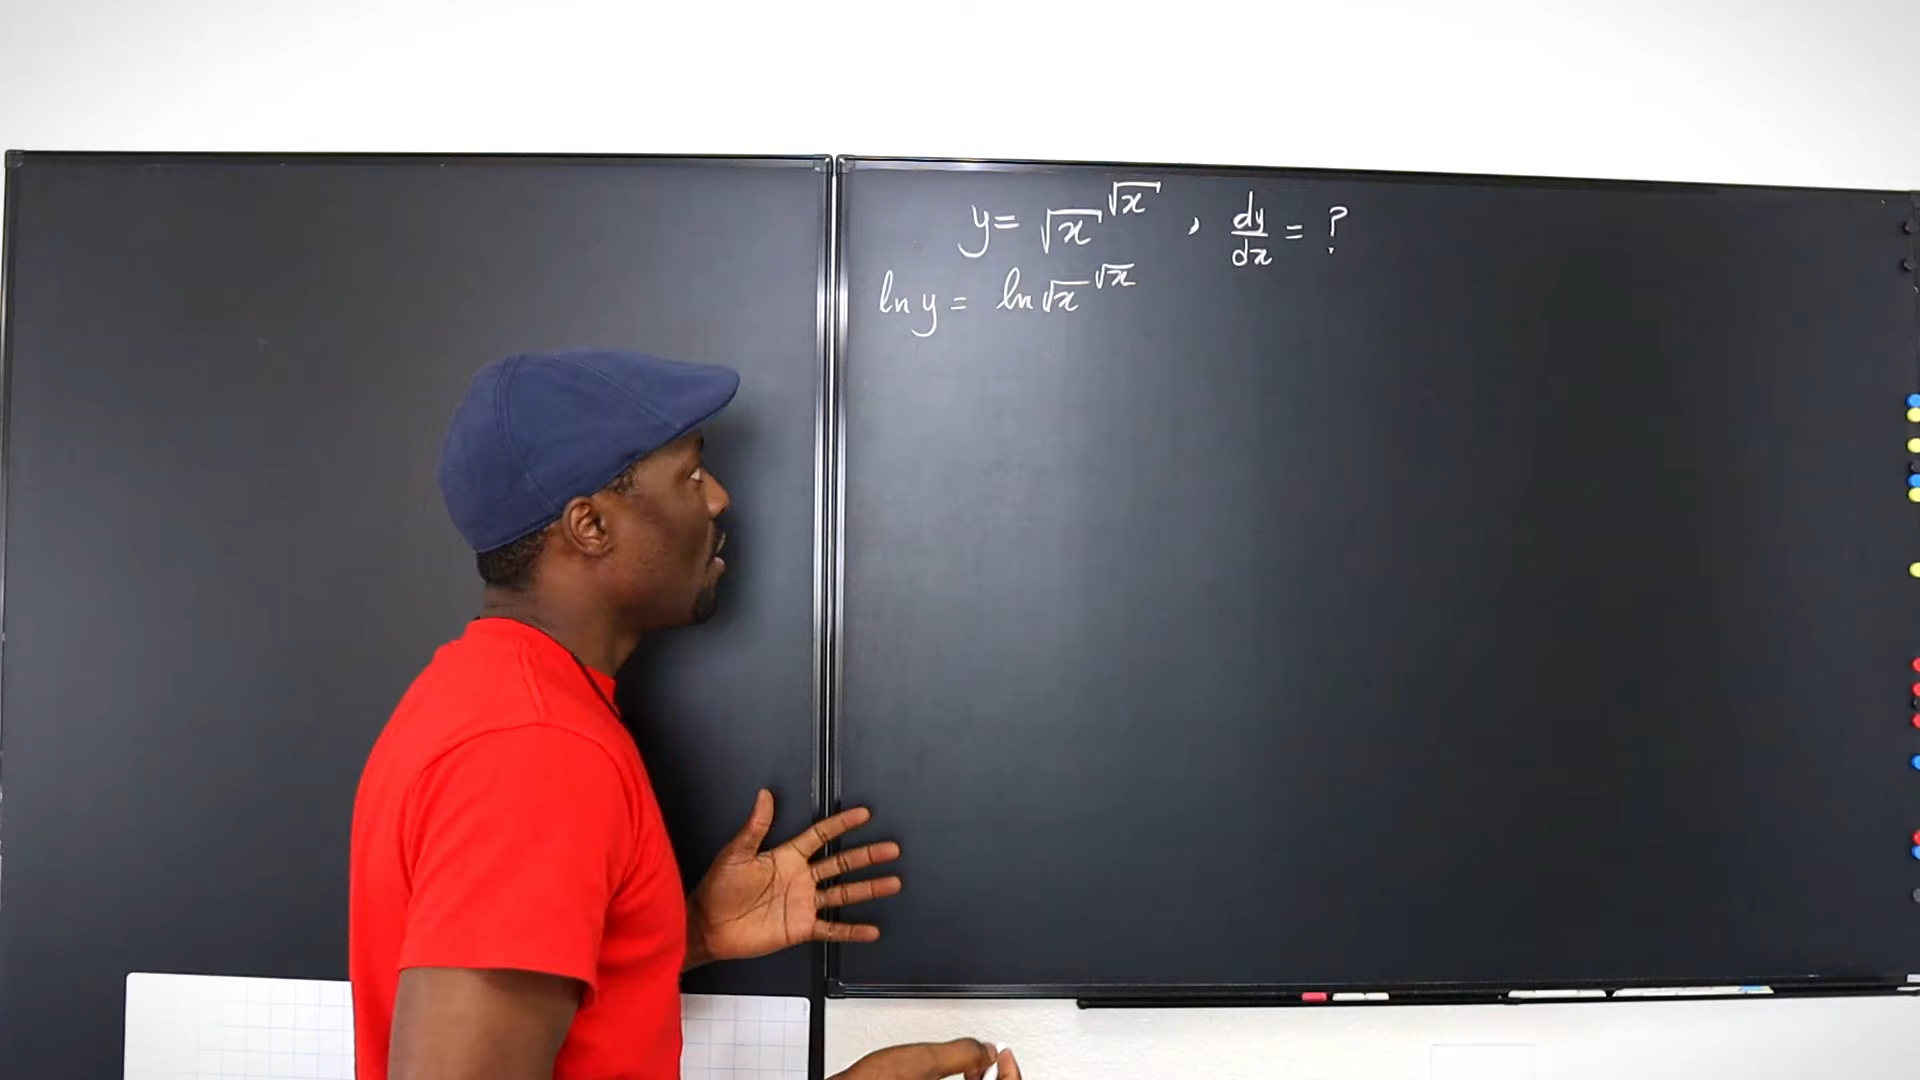 y = √x^√x , dy/dx = ?
ln y = ln √x^√x